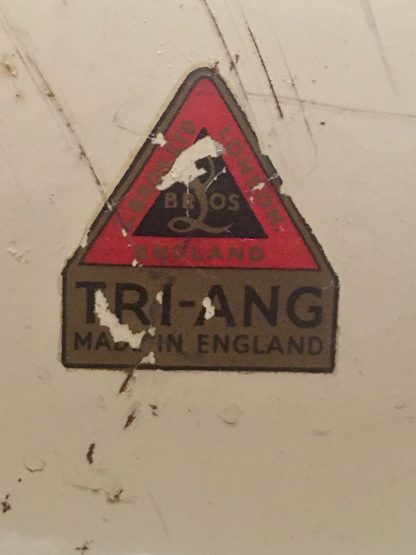 LONDON.
L
BROS
ENGLAND
TRI-ANG
MADE IN ENGLAND